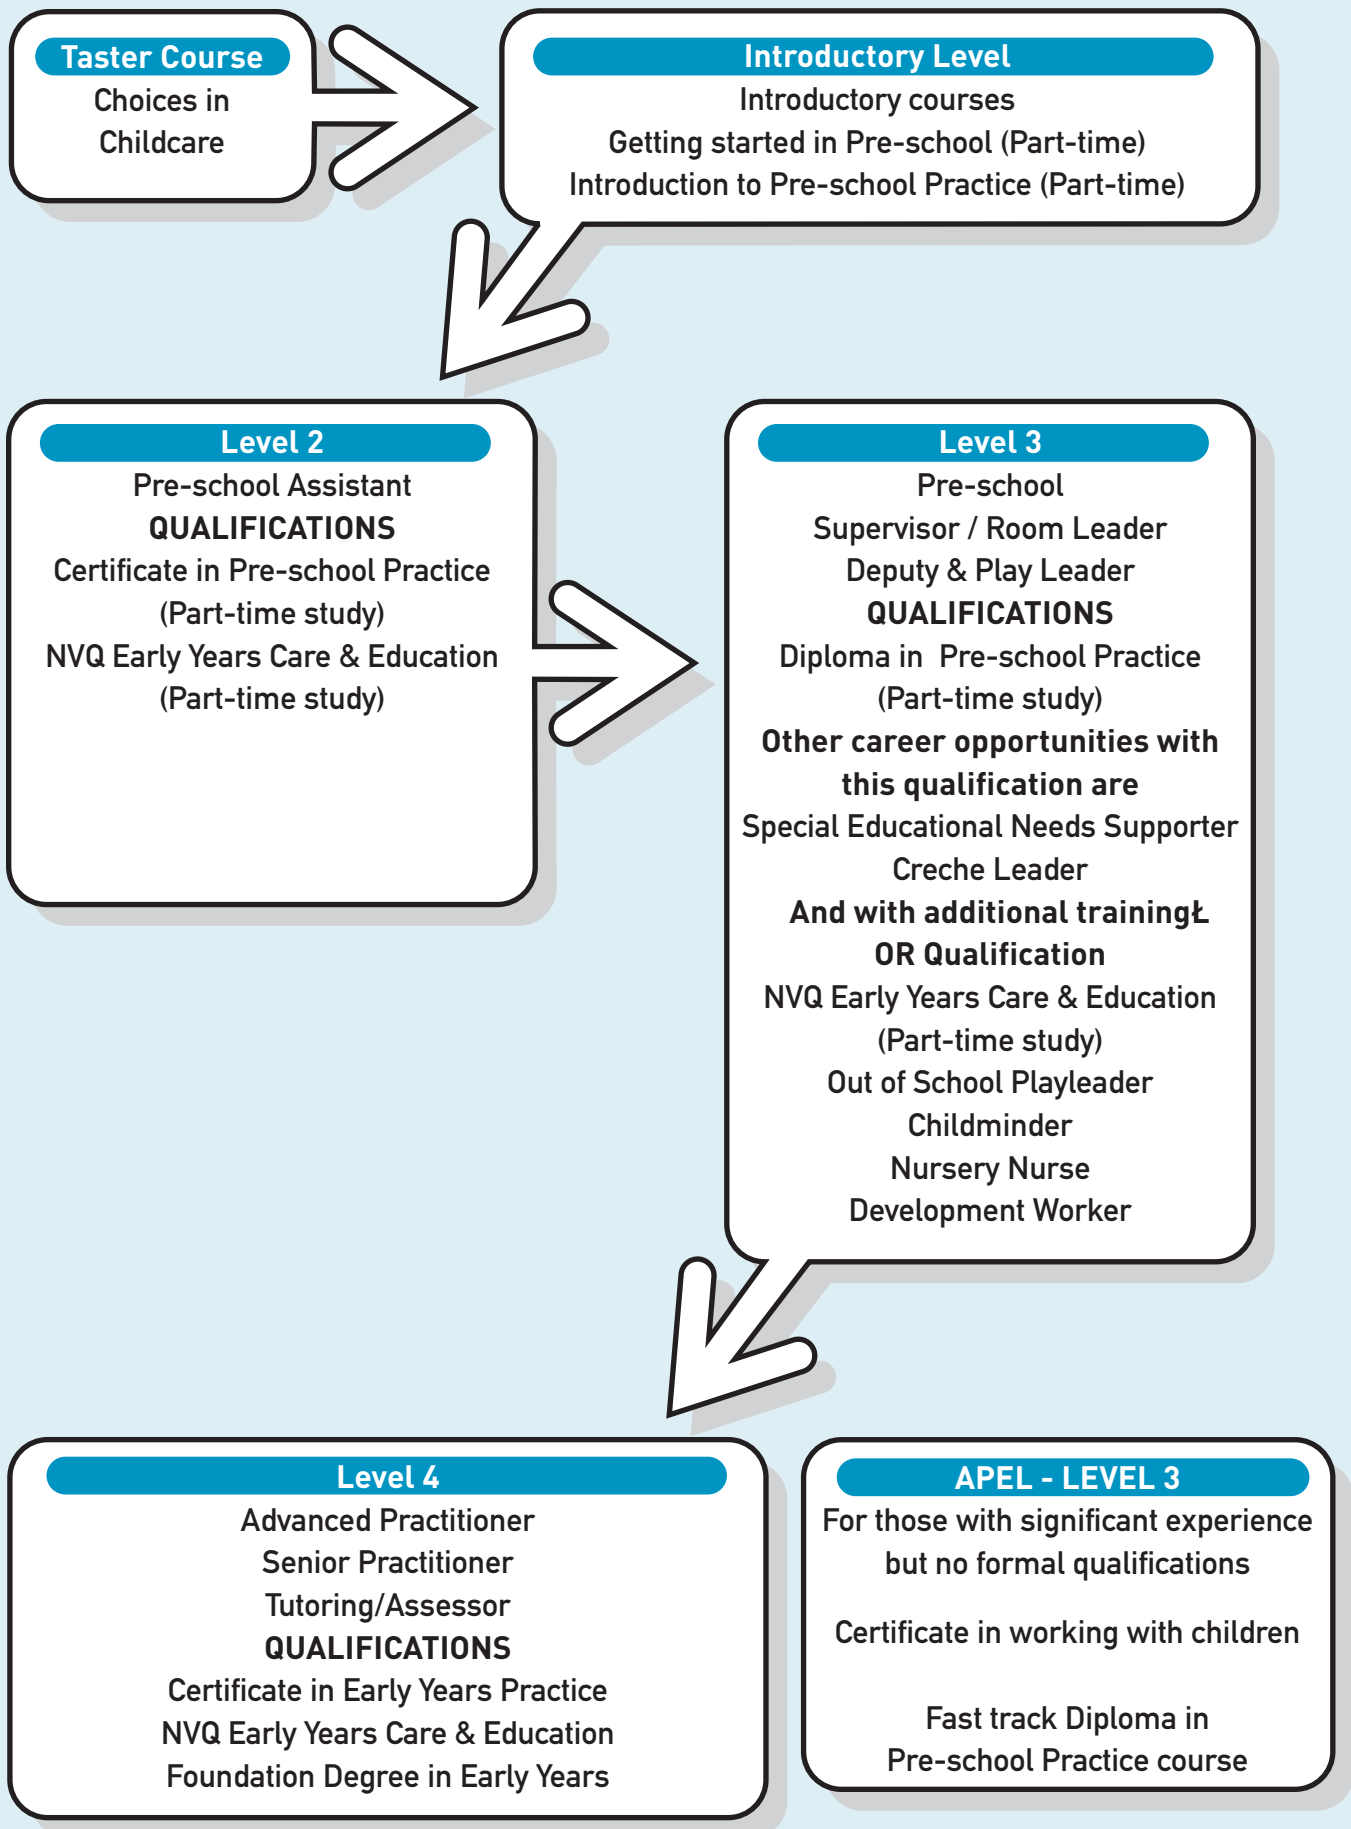 Taster Course
Choices in
Childcare
Introductory Level
Introductory courses
Getting started in Pre-school (Part-time)
Introduction to Pre-school Practice (Part-time)
Level 2
Pre-school Assistant
QUALIFICATIONS
Certificate in Pre-school Practice
(Part-time study)
NVQ Early Years Care & Education
(Part-time study)
Level 3
Pre-school
Supervisor / Room Leader
Deputy & Play Leader
QUALIFICATIONS
Diploma in  Pre-school Practice
(Part-time study)
Other career opportunities with
this qualification are
Special Educational Needs Supporter
Creche Leader
And with additional trainingŁ
OR Qualification
NVQ Early Years Care & Education
(Part-time study)
Out of School Playleader
Childminder
Nursery Nurse
Development Worker
Level 4
Advanced Practitioner
Senior Practitioner
Tutoring/Assessor
QUALIFICATIONS
Certificate in Early Years Practice
NVQ Early Years Care & Education
Foundation Degree in Early Years
APEL - LEVEL 3
For those with significant experience
but no formal qualifications
Certificate in working with children
Fast track Diploma in
Pre-school Practice course